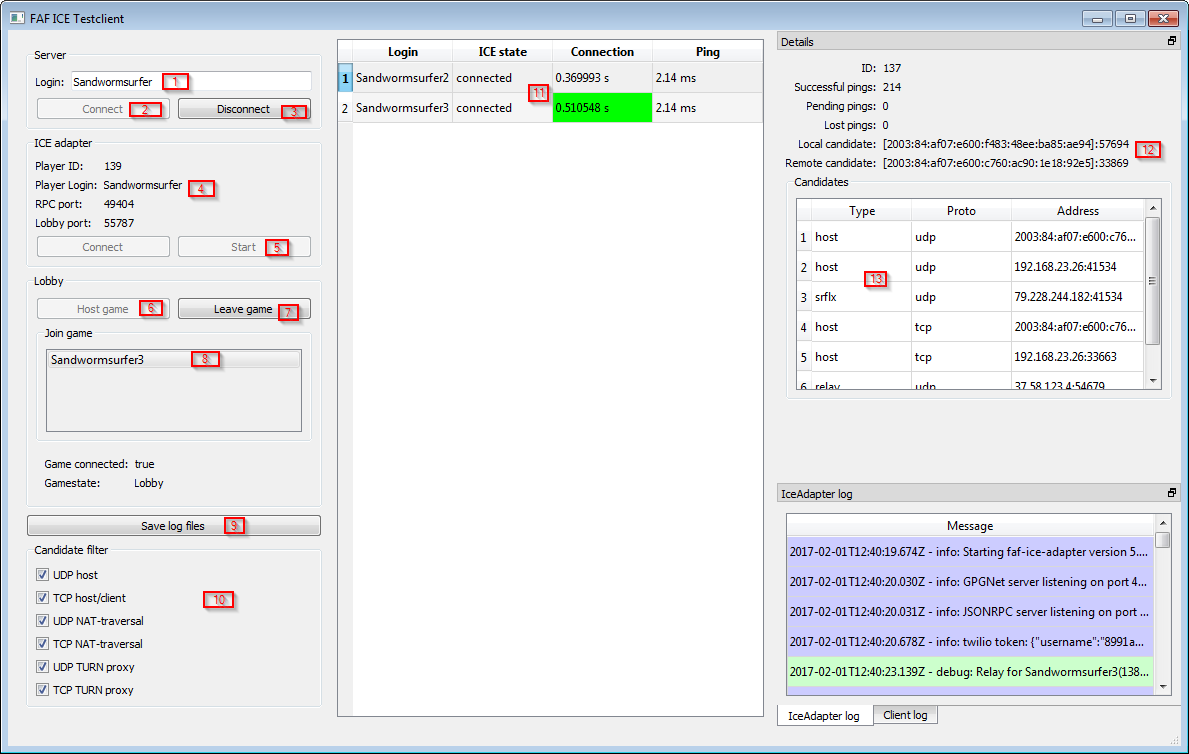 FAF ICE Testclient
Server
Login: Sandwormsurfer 1
Connect 2 Disconnect 3
ICE adapter
Player ID: 139
Player Login: Sandwormsurfer 4
RPC port: 49404
Lobby port: 55787
Connect Start 5
Lobby
Host game 6 Leave game 7
Join game
Sandwormsurfer3 8
Game connected: true
Gamestate: Lobby
Save log files 9
Candidate filter
UDP host
TCP host/client 10
UDP NAT-traversal
TCP NAT-traversal
UDP TURN proxy
TCP TURN proxy
Login ICE state Connection Ping
1 Sandwormsurfer2 connected 0.369993 s 2.14 ms
11
2 Sandwormsurfer3 connected 0.510548 s 2.14 ms
Details
ID: 137
Successful pings: 214
Pending pings: 0
Lost pings: 0
Local candidate: [2003:84:af07:e600:f483:48ee:ba85:ae94]:57694 12
Remote candidate: [2003:84:af07:e600:c760:ac90:1e18:92e5]:33869
Candidates
Type Proto Address
1 host udp 2003:84:af07:e600:c76...
2 host udp 192.168.23.26:41534
13
3 srflx udp 79.228.244.182:41534
4 host tcp 2003:84:af07:e600:c76...
5 host tcp 192.168.23.26:33663
6 relay udp 37.58.123.4:54679
IceAdapter log
Message
2017-02-01T12:40:19.674Z - info: Starting faf-ice-adapter version 5....
2017-02-01T12:40:20.030Z - info: GPGNet server listening on port 4...
2017-02-01T12:40:20.031Z - info: JSONRPC server listening on port ...
2017-02-01T12:40:20.678Z - info: twilio token: {"username":"8991a...
2017-02-01T12:40:23.139Z - debug: Relay for Sandwormsurfer3(138...
IceAdapter log Client log